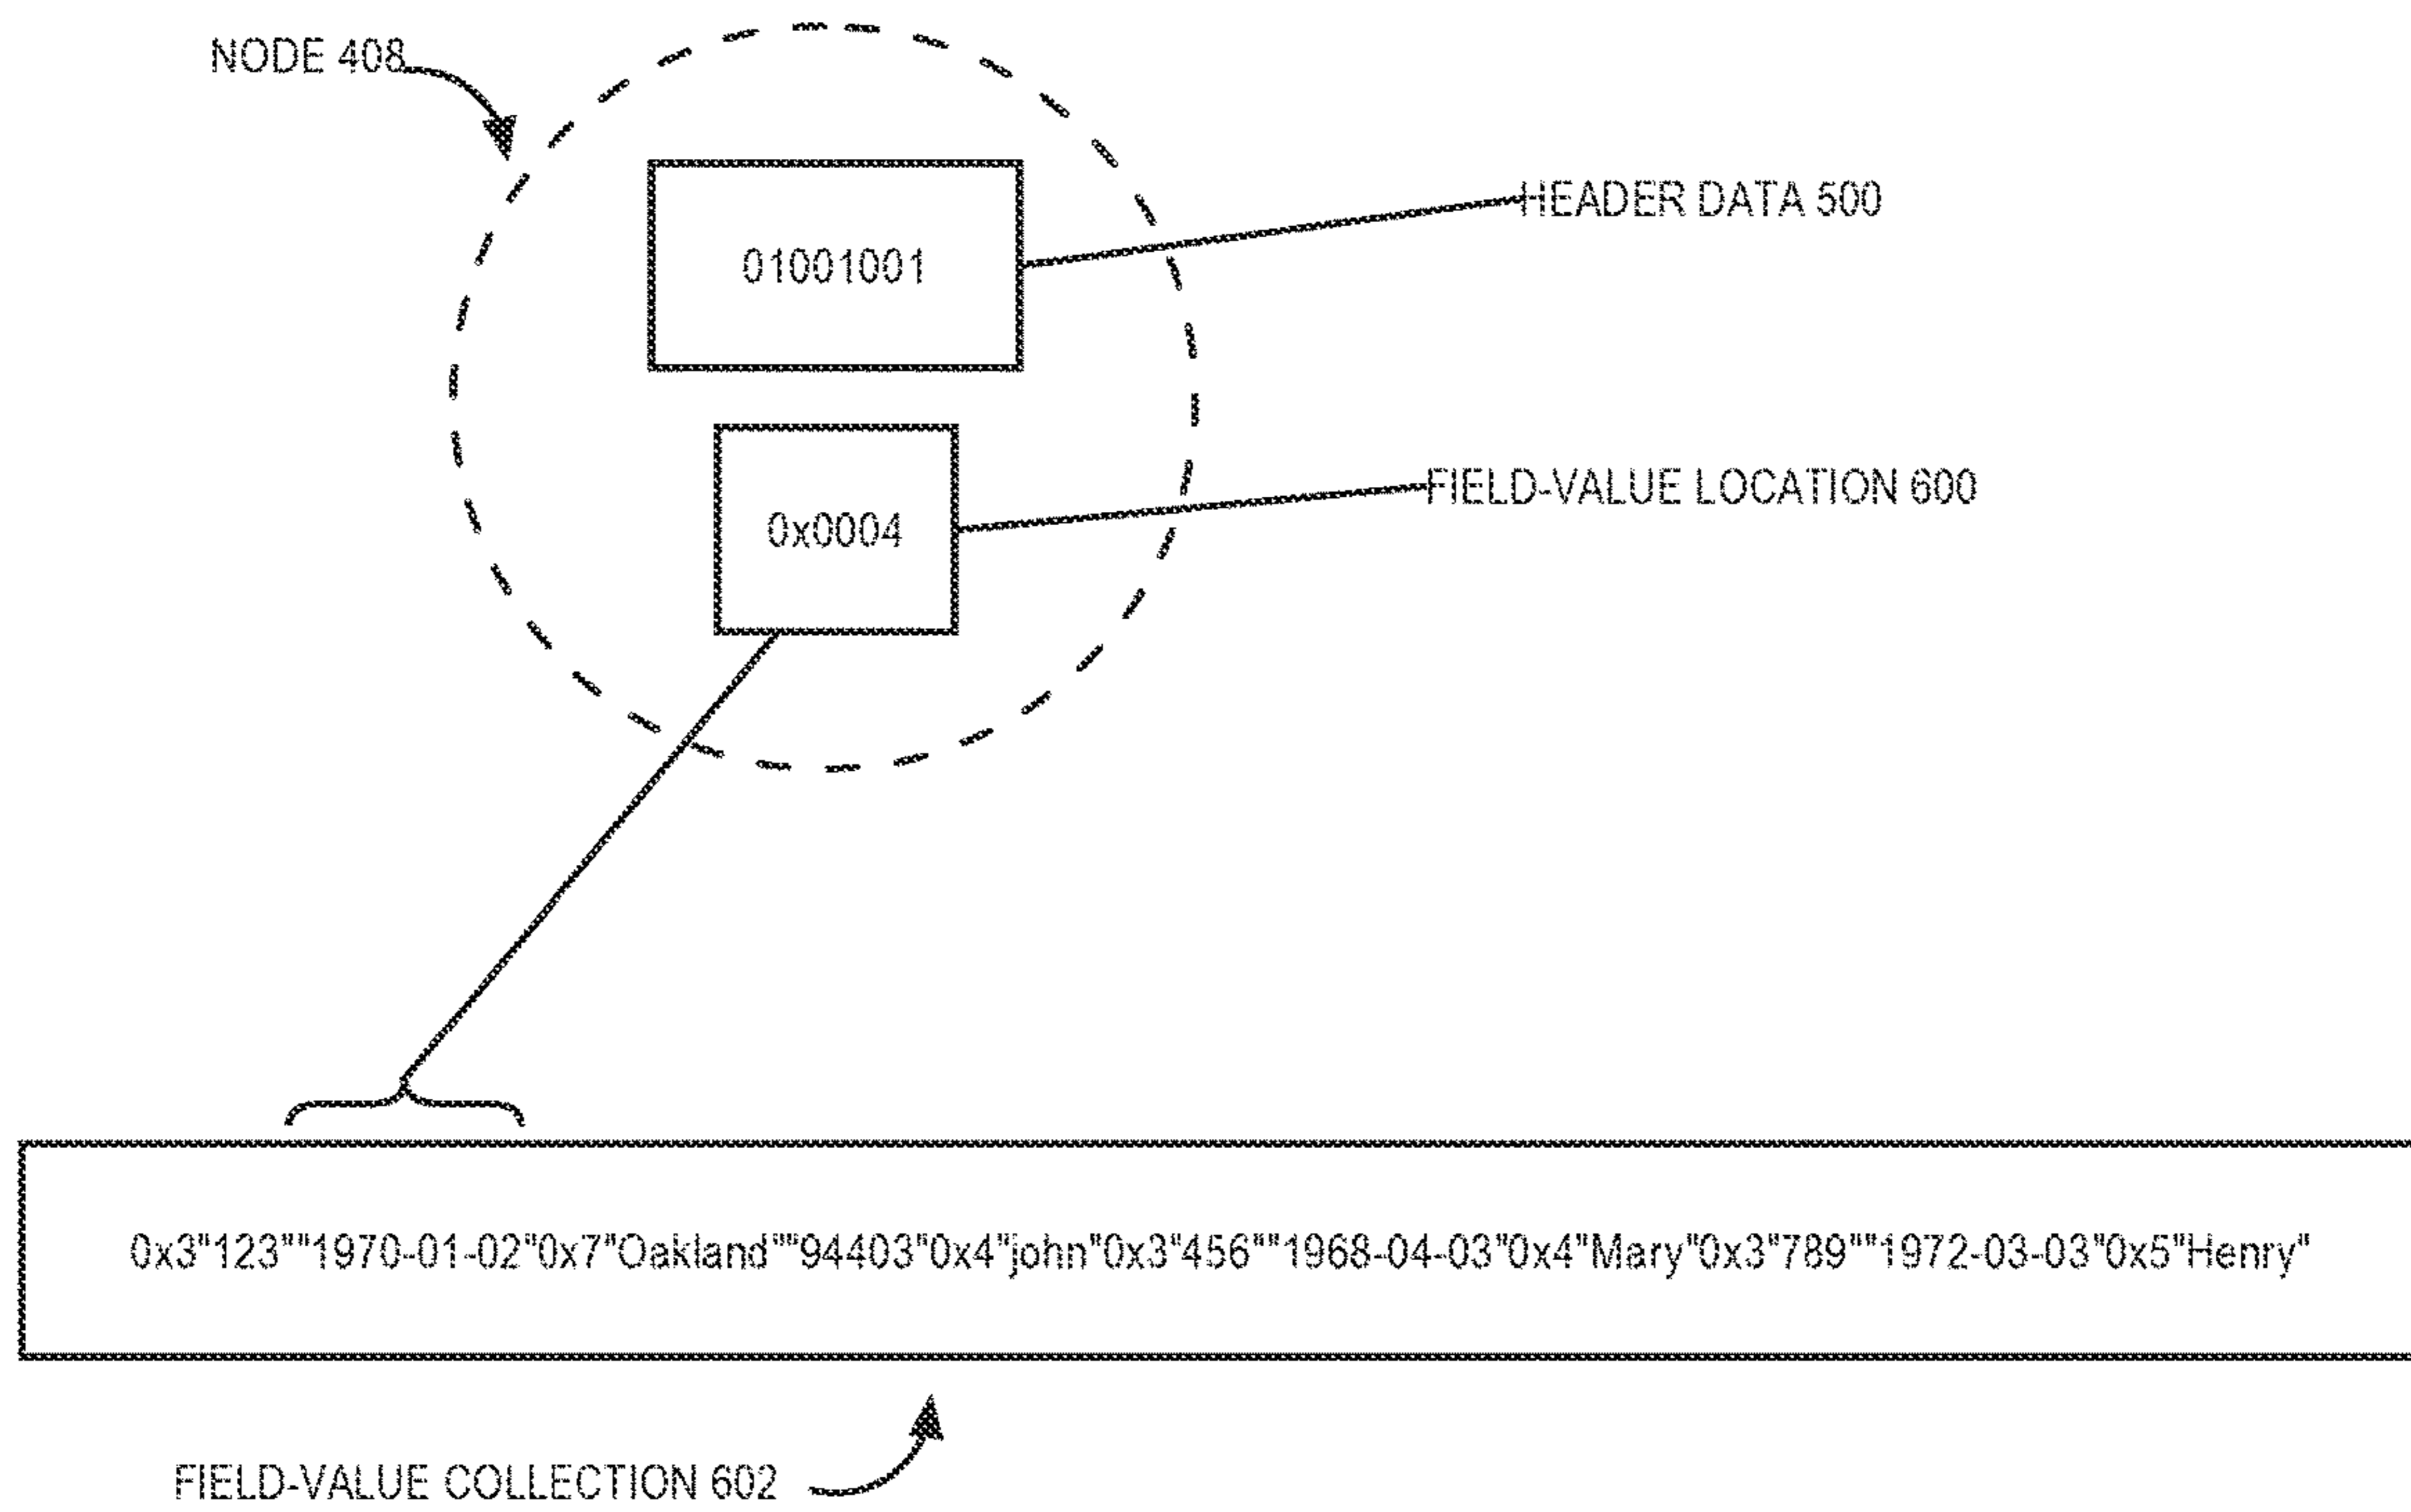 NODE 408
HEADER DATA 500
01001001
FIELD-VALUE LOCATION 600
0x0004
0x3"123""1970-01-02"0x7"Oakland""94403"0x4"john"0x3"456""1968-04-03"0x4"Mary"0x3"789""1972-03-03"0x5"Henry"
FIELD-VALUE COLLECTION 602